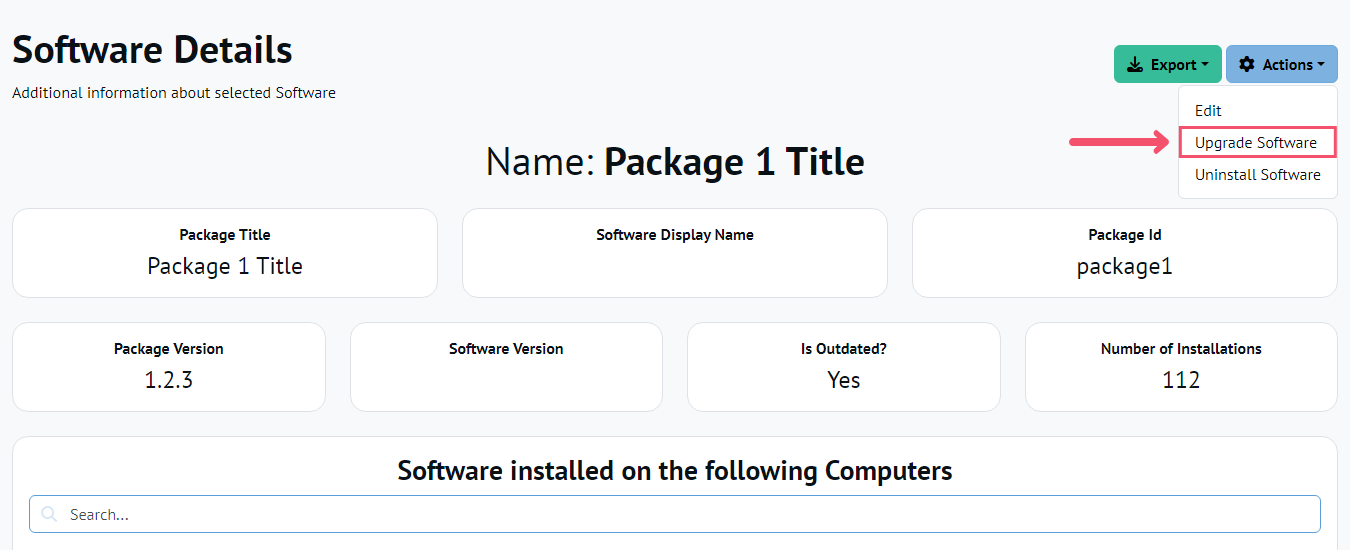 Software Details
Additional information about selected Software
Export
Actions
Edit
Upgrade Software
Uninstall Software
Name: Package 1 Title
Package Title
Package 1 Title
Software Display Name
Package Id
package1
Package Version
1.2.3
Software Version
Is Outdated?
Yes
Number of Installations
112
Software installed on the following Computers
Search...